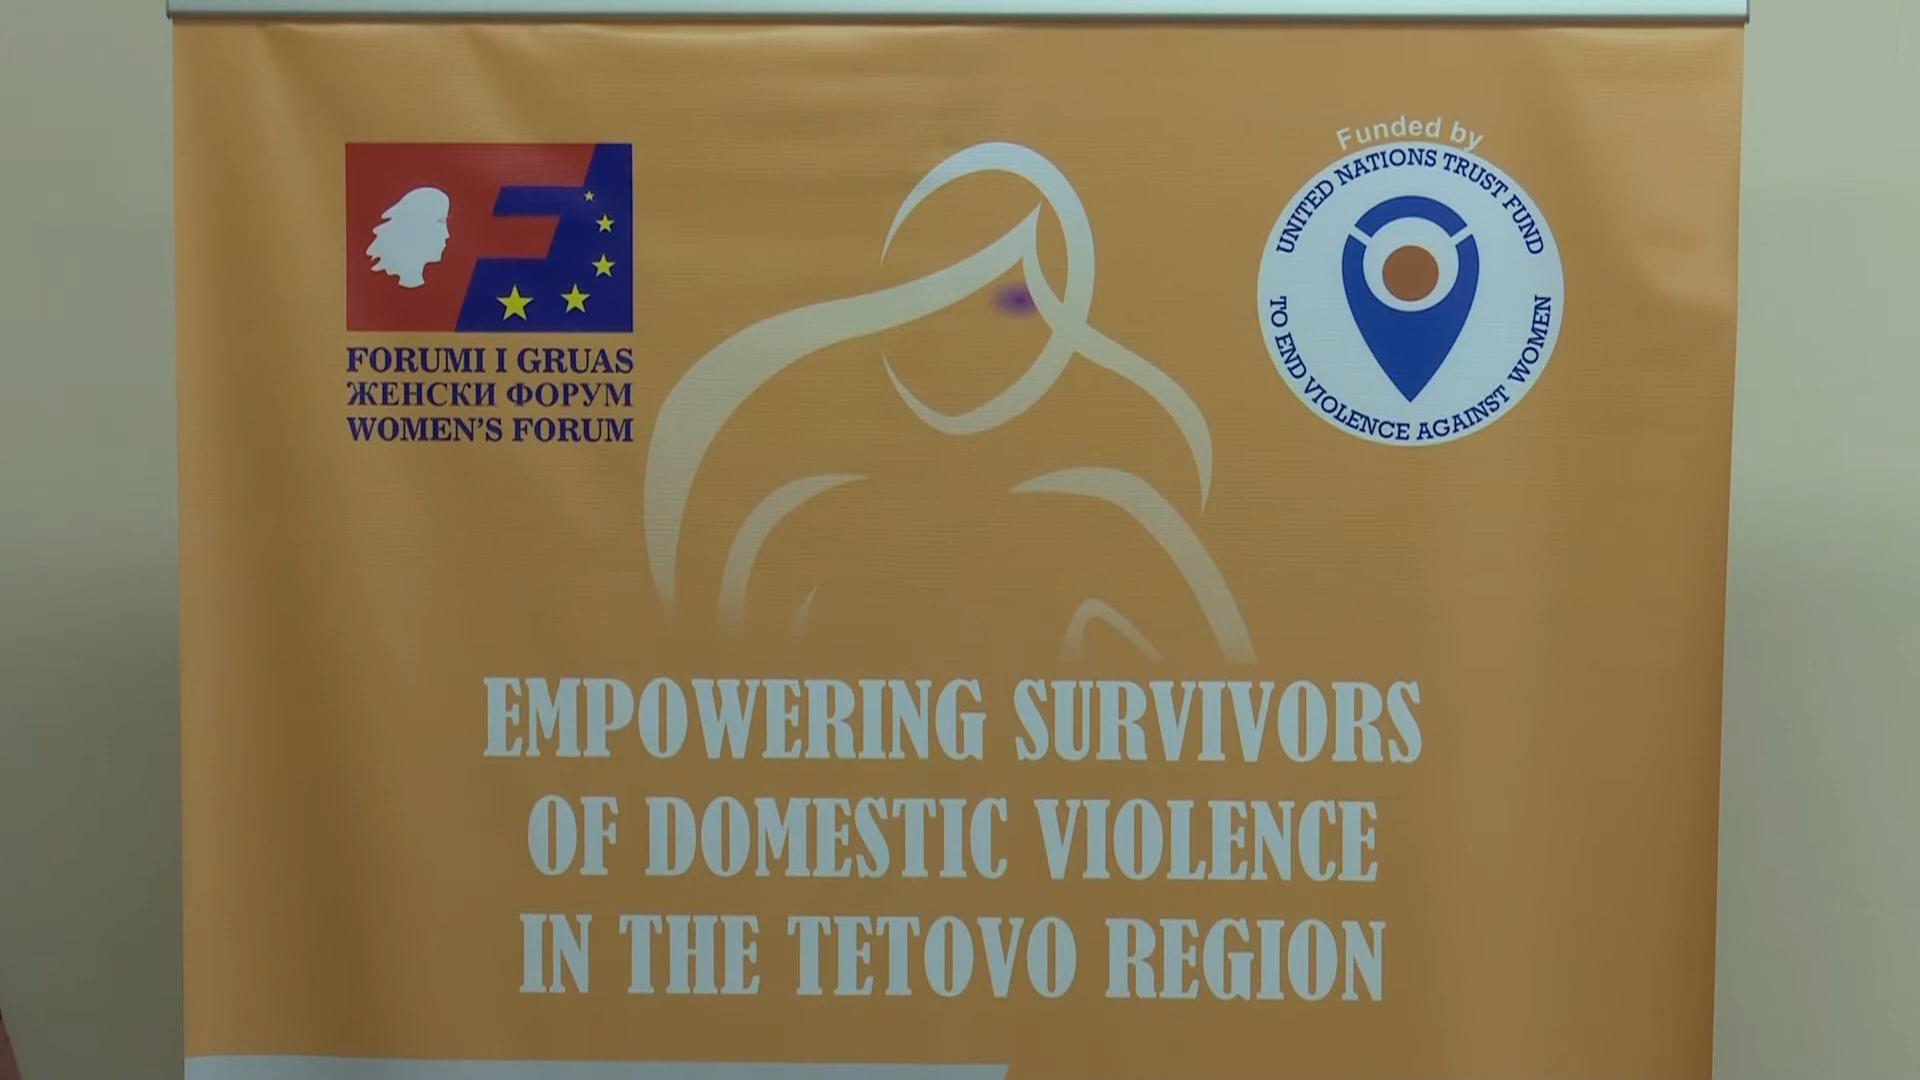 FORUMI I GRUAS
ЖЕНСКИ ФОРУМ
WOMEN'S FORUM
Funded by
UNITED NATIONS TRUST FUND
TO END VIOLENCE AGAINST WOMEN
EMPOWERING SURVIVORS
OF DOMESTIC VIOLENCE
IN THE TETOVO REGION